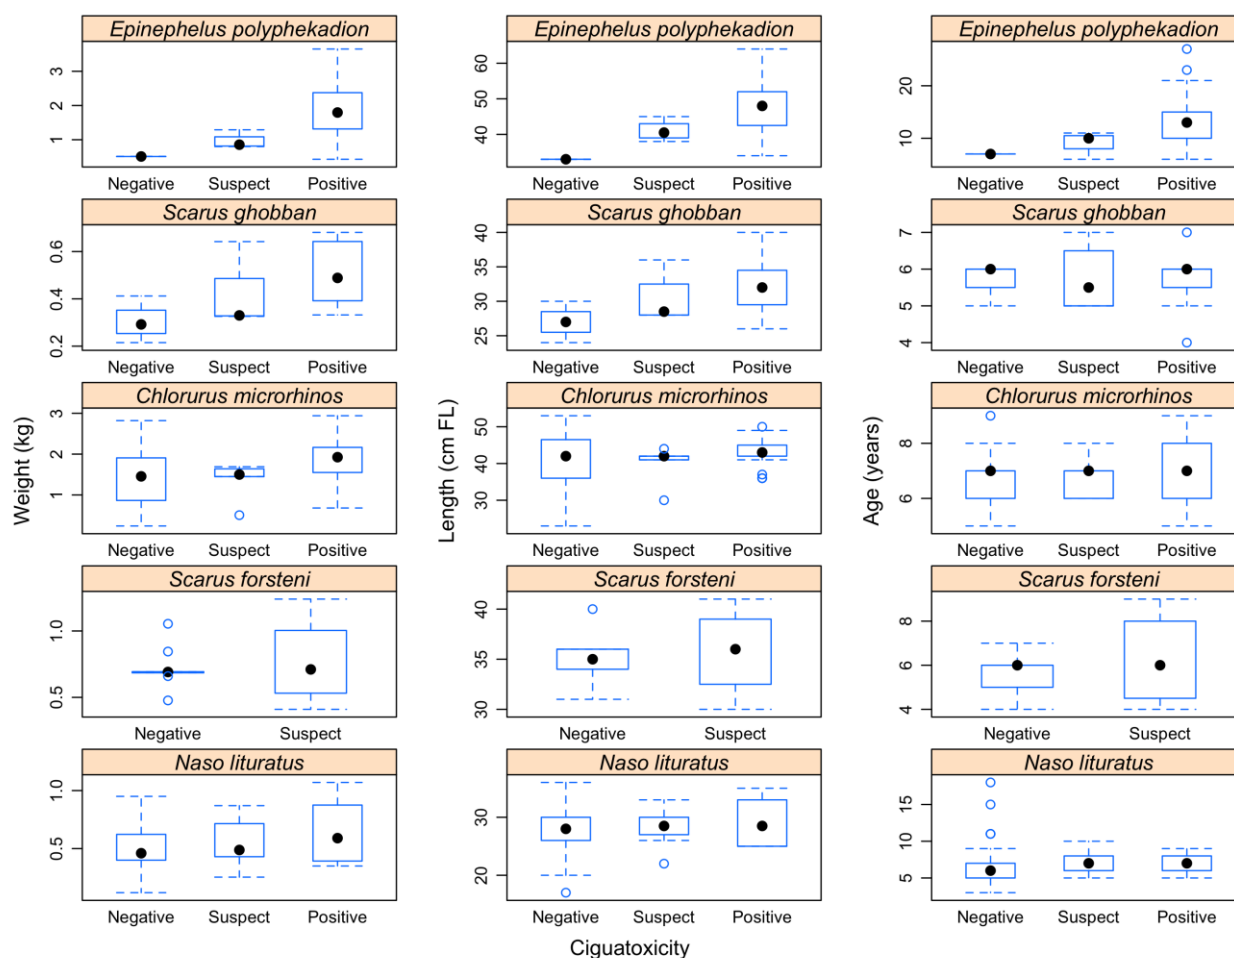 Epinephelus polyphekadion
Epinephelus polyphekadion
Epinephelus polyphekadion
3
2
1
60
50
40
20
10
Negative Suspect Positive
Negative Suspect Positive
Negative Suspect Positive
Scarus ghobban
Scarus ghobban
Scarus ghobban
0.6
0.4
0.2
40
35
30
25
7
6
5
4
Negative Suspect Positive
Negative Suspect Positive
Negative Suspect Positive
Chlorurus microrhinos
Chlorurus microrhinos
Chlorurus microrhinos
Weight (kg)
3
2
1
Length (cm FL)
50
40
30
Age (years)
8
6
Negative Suspect Positive
Negative Suspect Positive
Negative Suspect Positive
Scarus forsteni
Scarus forsteni
Scarus forsteni
1.0
0.5
40
35
30
8
6
4
Negative Suspect
Negative Suspect
Negative Suspect
Naso lituratus
Naso lituratus
Naso lituratus
1.0
0.5
30
20
15
10
5
Negative Suspect Positive
Negative Suspect Positive
Negative Suspect Positive
Ciguatoxicity